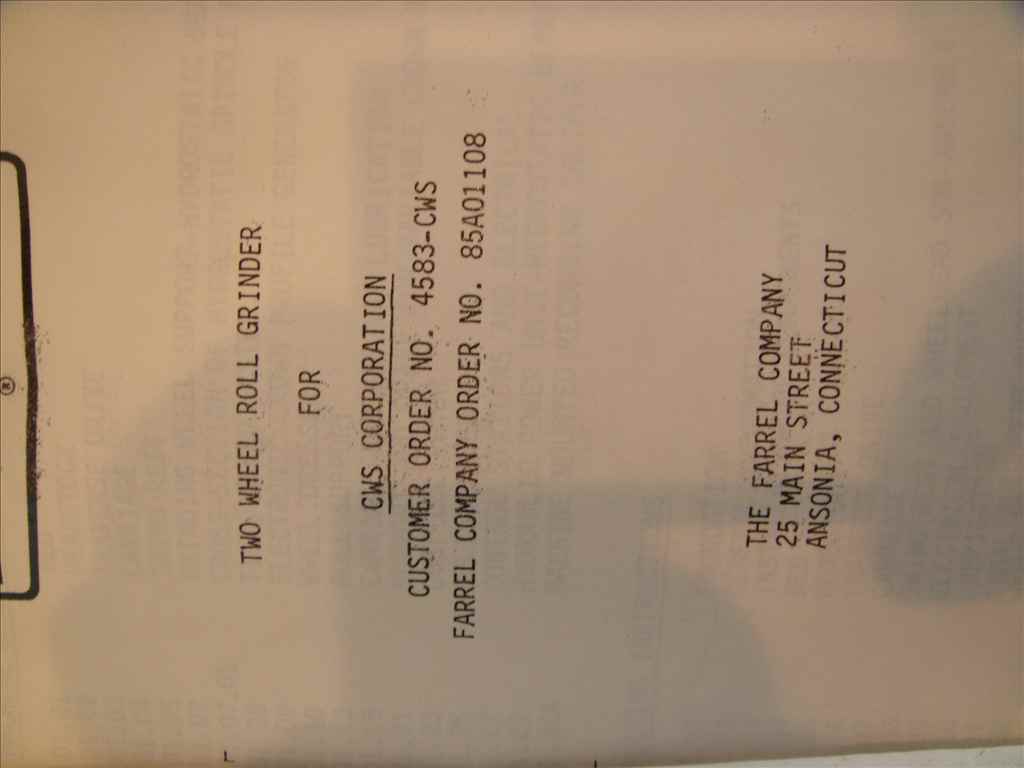 ®
TWO WHEEL ROLL GRINDER
FOR
CWS CORPORATION
CUSTOMER ORDER NO. 4583-CWS
FARREL COMPANY ORDER NO. 85A01108
THE FARREL COMPANY
25 MAIN STREET
ANSONIA, CONNECTICUT